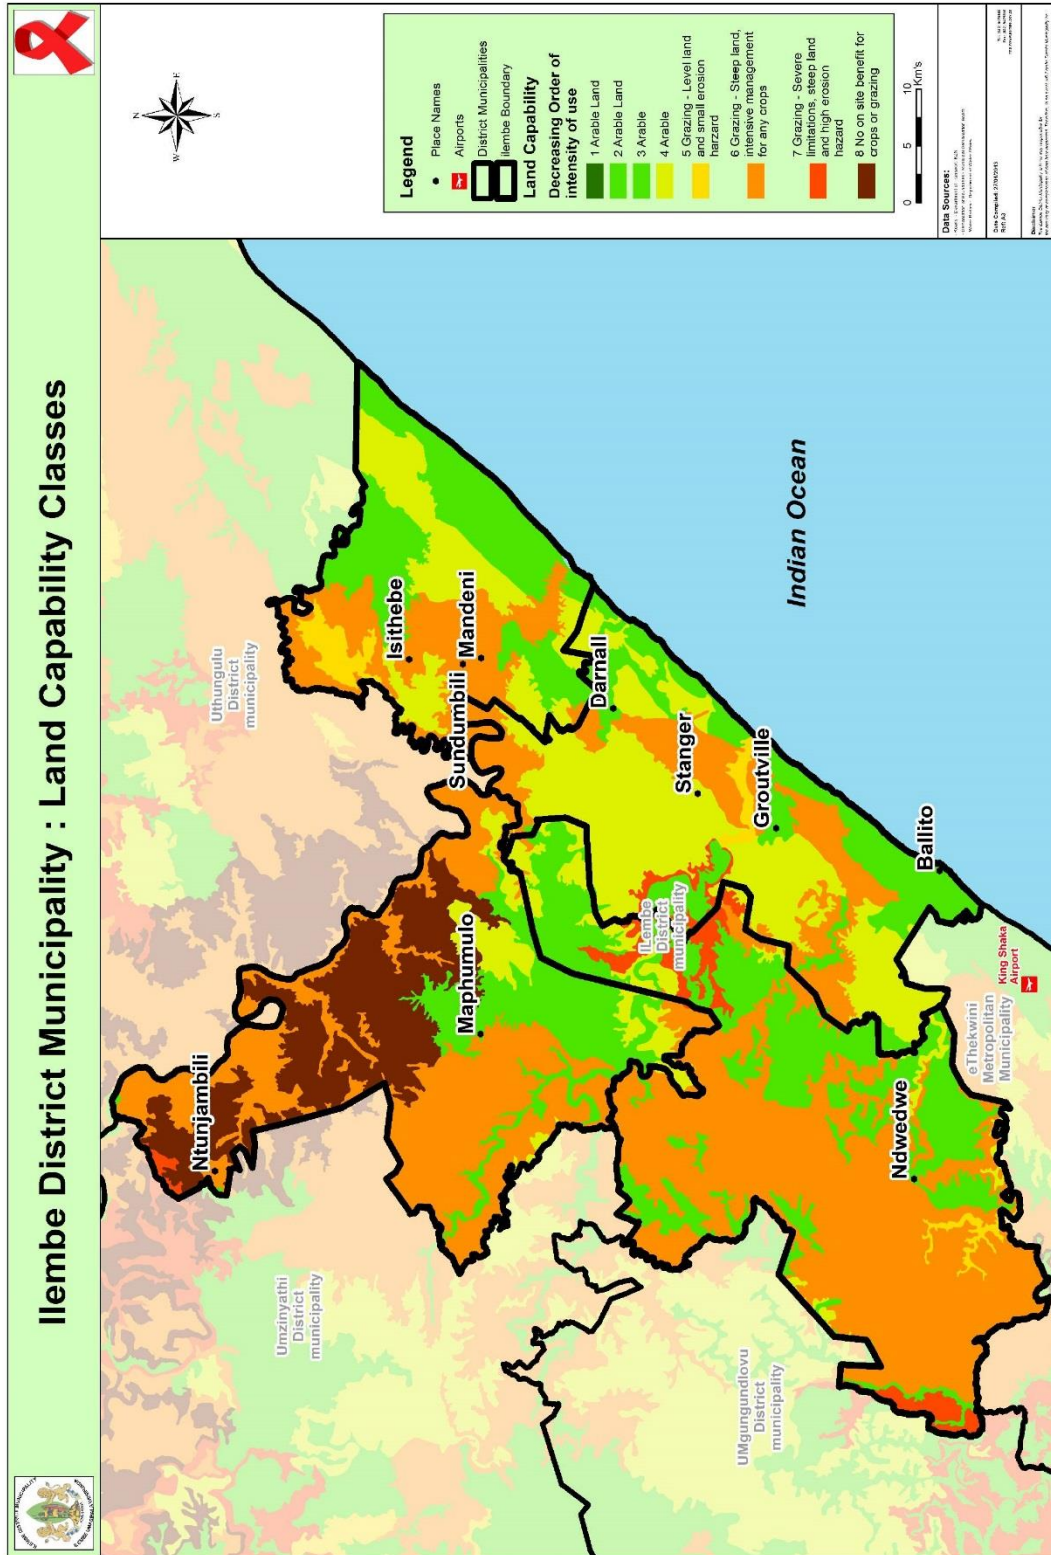 Ilembe District Municipality : Land Capability Classes
N
W
E
S
Legend
Place Names
Airports
District Municipalities
ilembe Boundary
Land Capability
Decreasing Order of
intensity of use
1 Arable Land
2 Arable Land
3 Arable
4 Arable
5 Grazing - Level land
and small erosion
harzard
6 Grazing - Steep land,
intensive management
for any crops
7 Grazing - Severe
limitations, steep land
and high erosion
hazard
8 No on site benefit for
crops or grazing
0 5 10
Km's
Data Sources:
Disclaimer
Uthungulu
District
municipality
Umzinyathi
District
municipality
UMgungundlovu
District
municipality
ILembe
District
municipality
eThekwini
Metropolitan
Municipality
King Shaka
Airport
Ntunjambili
Maphumulo
Sundumbili
Isithebe
Mandeni
Darnall
Stanger
Groutville
Ballito
Ndwedwe
Indian Ocean